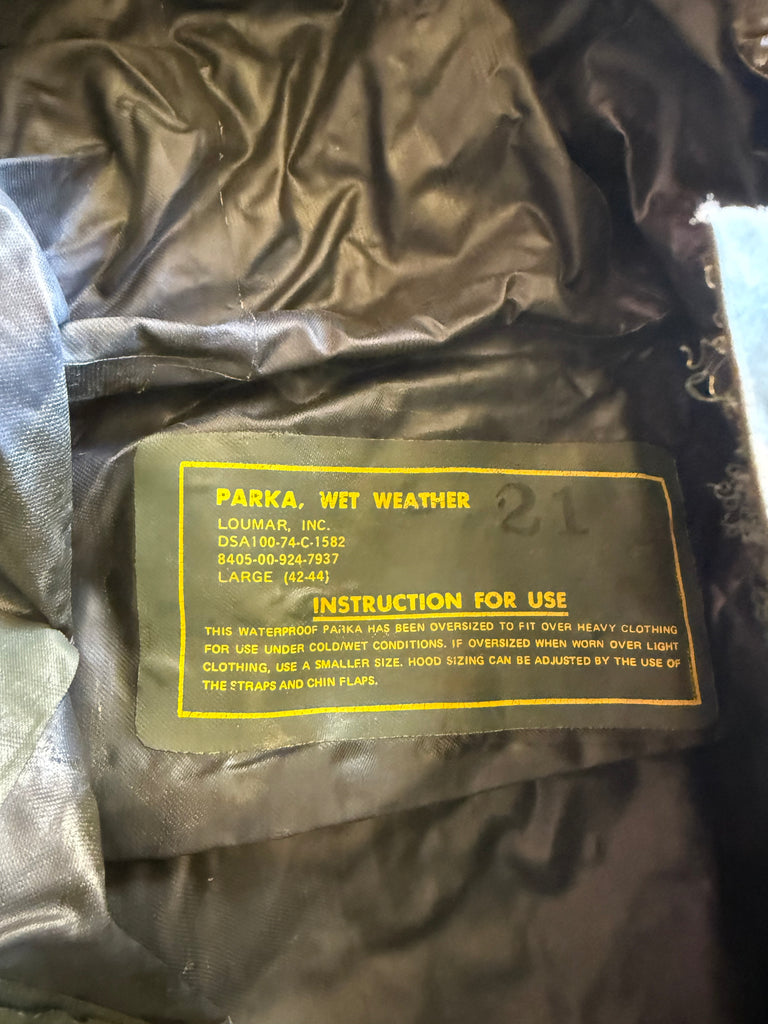 PARKA, WET WEATHER 21
LOUMAR, INC.
DSA100-74-C-1582
8405-00-924-7937
LARGE (42-44)
INSTRUCTION FOR USE
THIS WATERPROOF PARKA HAS BEEN OVERSIZED TO FIT OVER HEAVY CLOTHING
FOR USE UNDER COLD/WET CONDITIONS. IF OVERSIZED WHEN WORN OVER LIGHT
CLOTHING, USE A SMALLER SIZE. HOOD SIZING CAN BE ADJUSTED BY THE USE OF
THE STRAPS AND CHIN FLAPS.